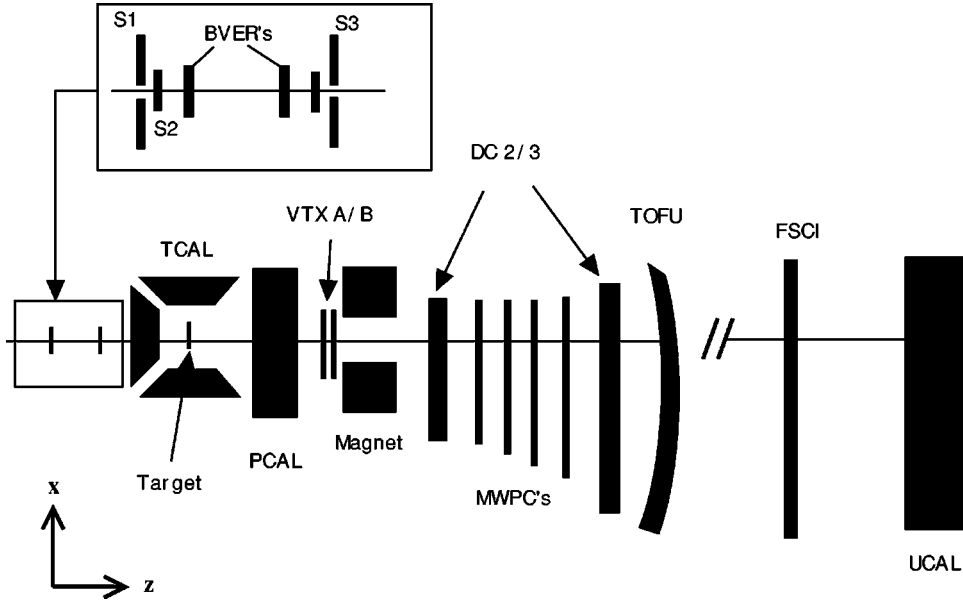 S1
BVER's
S3
S2
DC 2 / 3
VTX A / B
TOFU
FSCI
TCAL
Magnet
PCAL
Target
MWPC's
UCAL
x
z